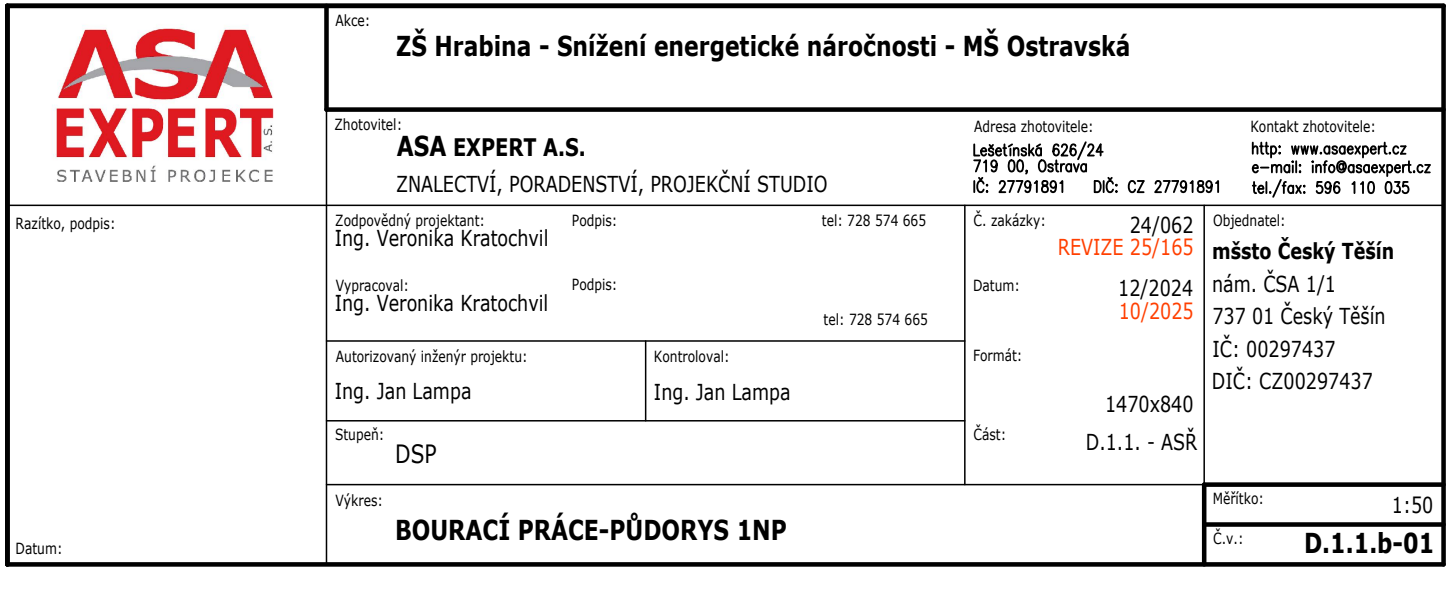 ASA
EXPERT A. S.
STAVEBNÍ PROJEKCE
Akce:
ZŠ Hrabina - Snížení energetické náročnosti - MŠ Ostravská
Zhotovitel:
ASA EXPERT A.S.
ZNALECTVÍ, PORADENSTVÍ, PROJEKČNÍ STUDIO
Adresa zhotovitele:
Lešetínská 626/24
719 00, Ostrava
IČ: 27791891 DIČ: CZ 27791891
Kontakt zhotovitele:
http: www.asaexpert.cz
e-mail: info@asaexpert.cz
tel./fax: 596 110 035
Razítko, podpis:
Datum:
Zodpovědný projektant: Podpis: tel: 728 574 665
Ing. Veronika Kratochvil
Vypracoval: Podpis:
Ing. Veronika Kratochvil
tel: 728 574 665
Autorizovaný inženýr projektu:
Ing. Jan Lampa
Kontroloval:
Ing. Jan Lampa
Stupeň:
DSP
Č. zakázky: 24/062
REVIZE 25/165
Datum: 12/2024
10/2025
Formát:
1470x840
Část: D.1.1. - ASŘ
Objednatel:
mšsto Český Těšín
nám. ČSA 1/1
737 01 Český Těšín
IČ: 00297437
DIČ: CZ00297437
Výkres:
BOURACÍ PRÁCE-PŮDORYS 1NP
Měřítko: 1:50
Č.v.: D.1.1.b-01